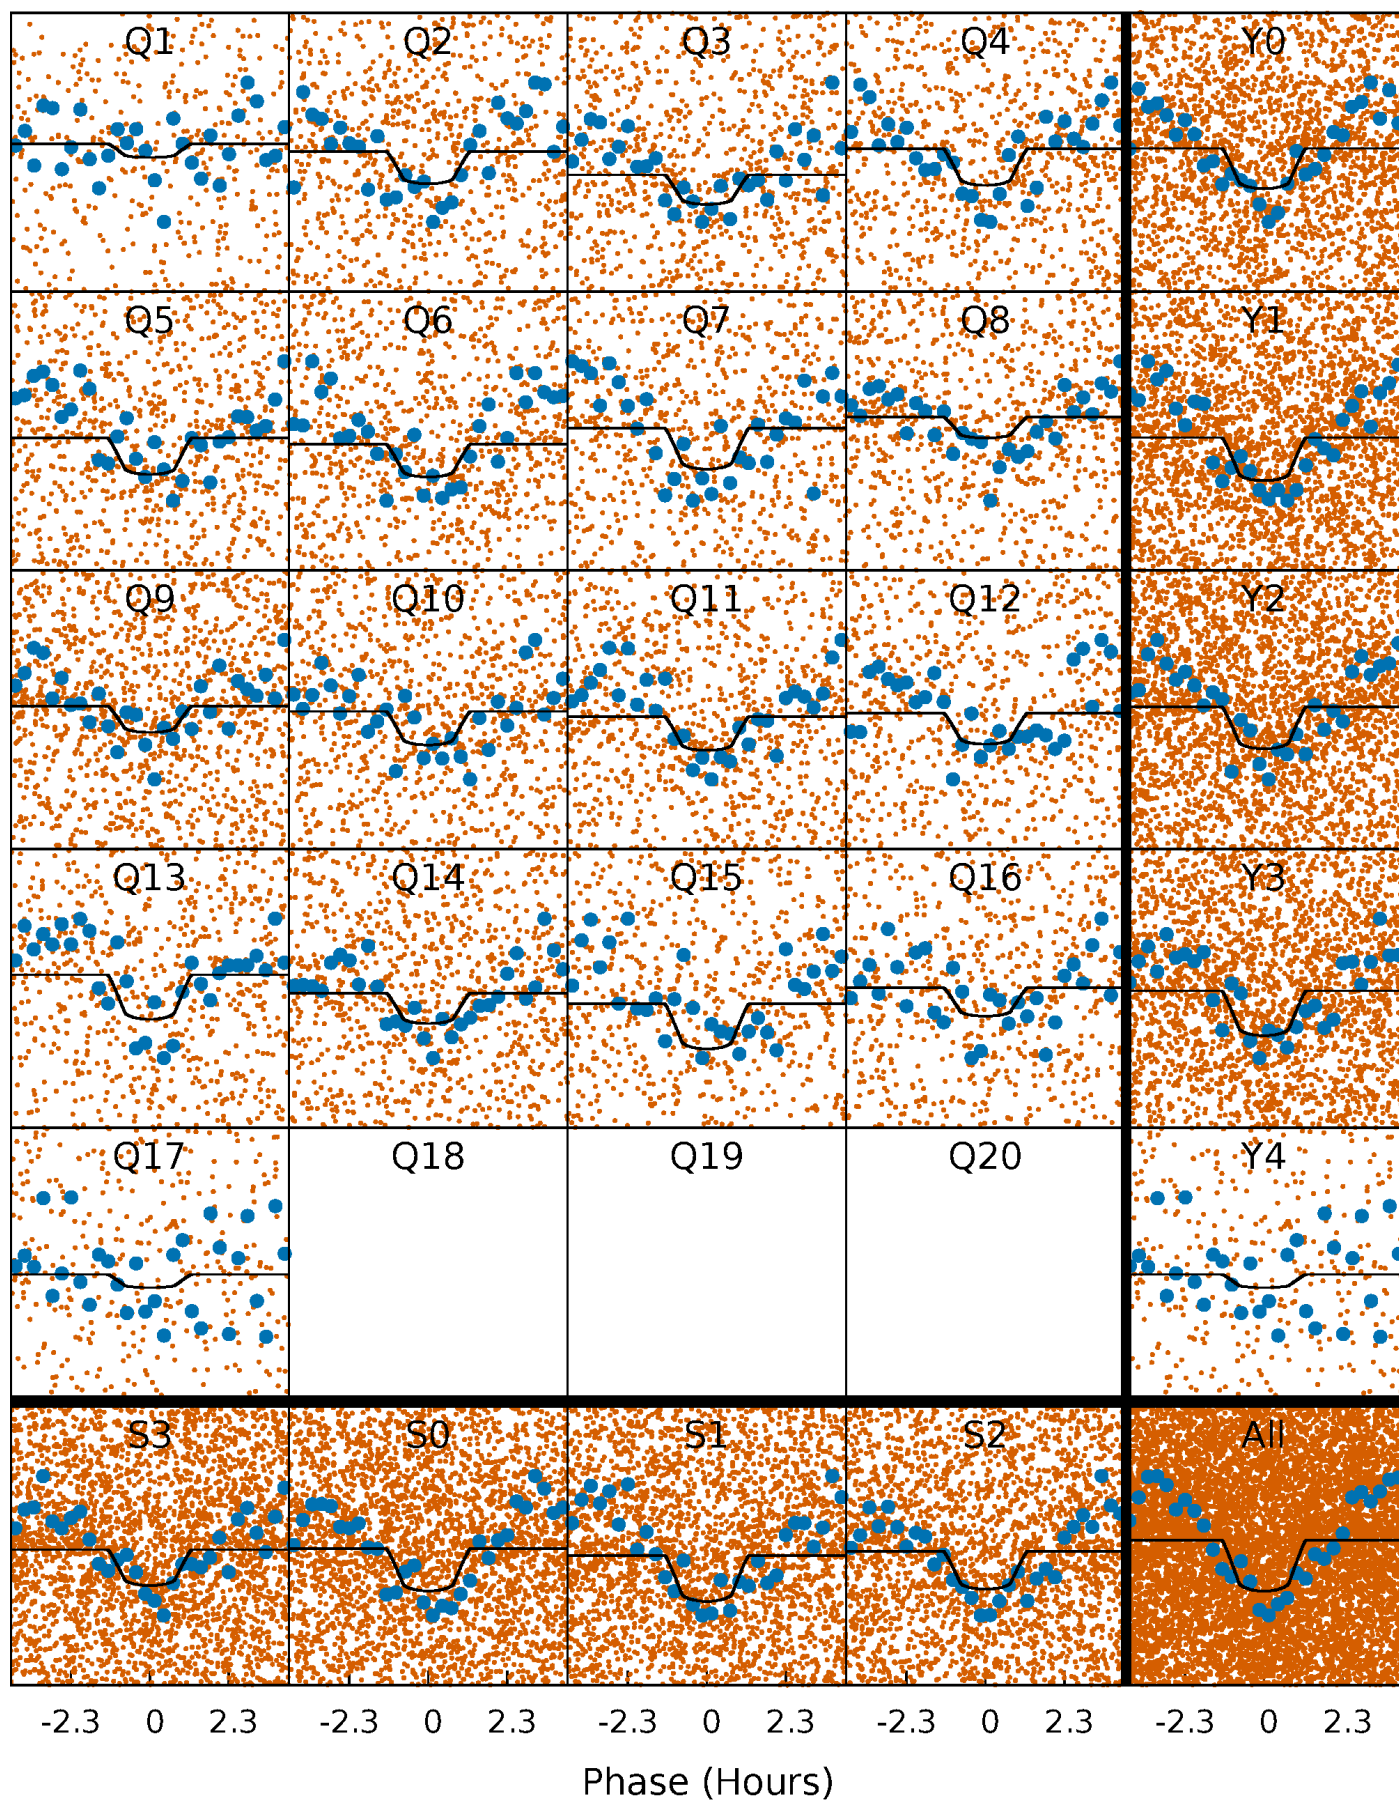 Q1 Q2 Q3 Q4 Y0
Q5 Q6 Q7 Q8 Y1
Q9 Q10 Q11 Q12 Y2
Q13 Q14 Q15 Q16 Y3
Q17 Q18 Q19 Q20 Y4
S3 S0 S1 S2 All
-2.3 0 2.3 -2.3 0 2.3 -2.3 0 2.3 -2.3 0 2.3 -2.3 0 2.3
Phase (Hours)